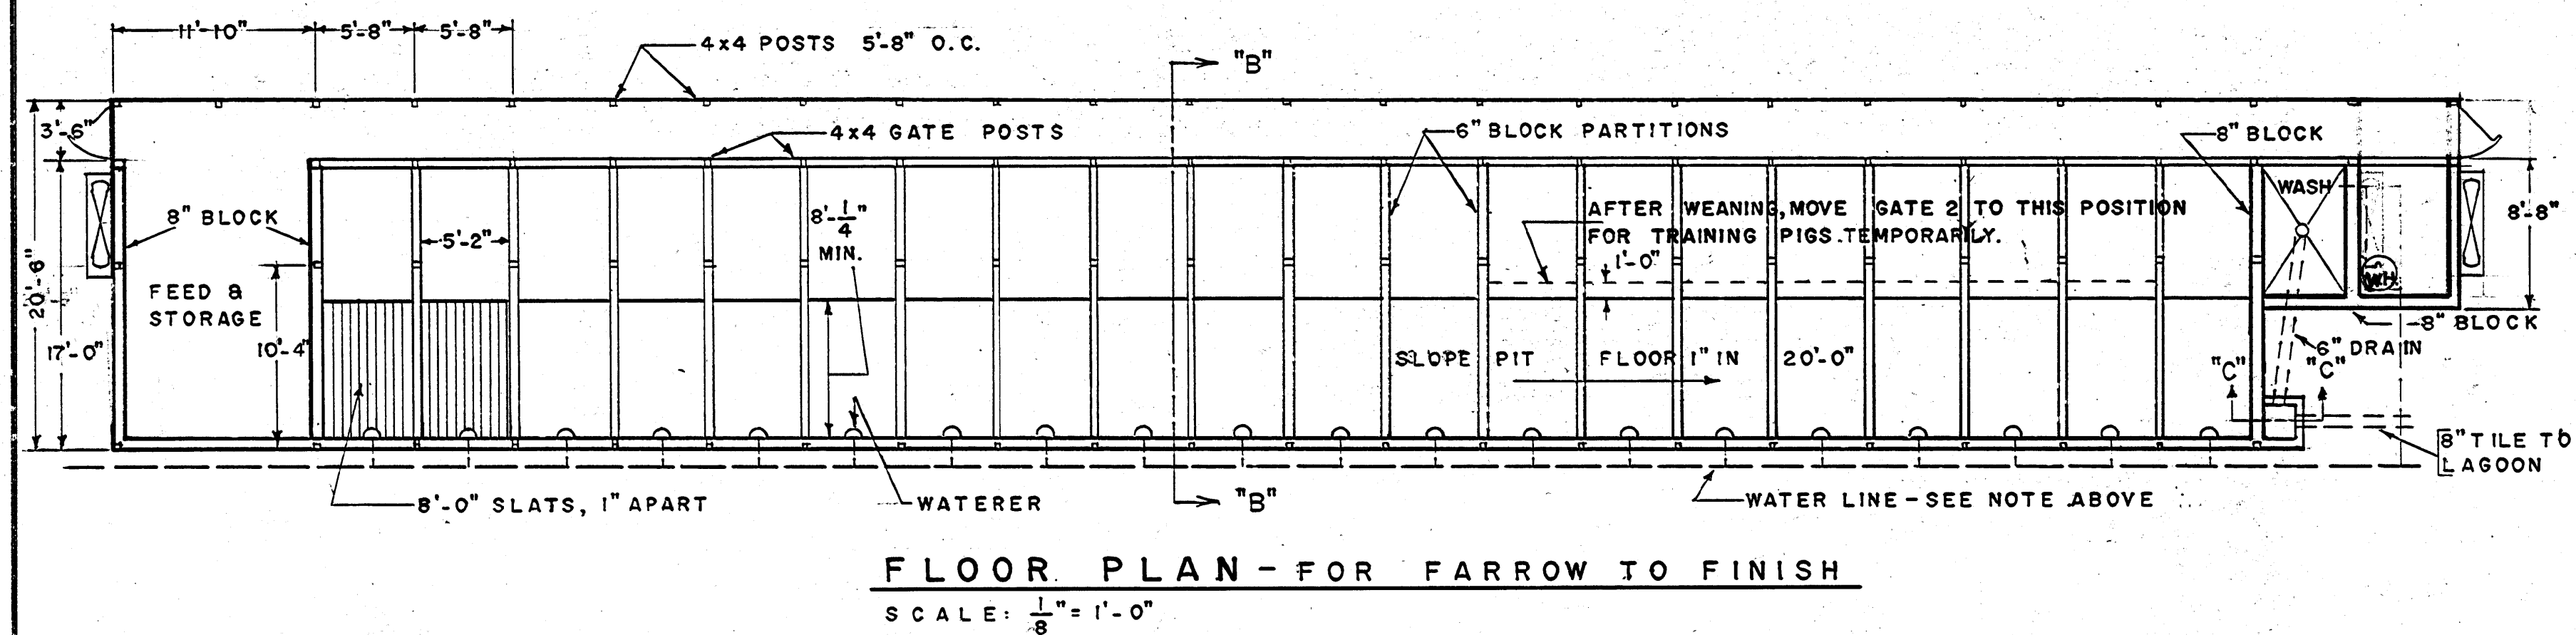 11'-10" 5'-8" 5'-8"
4x4 POSTS 5'-8" O.C.
"B"
3'-6"
4x4 GATE POSTS
6" BLOCK PARTITIONS
8" BLOCK
WASH
8" BLOCK
8'-1/4"
MIN.
5'-2"
AFTER WEANING, MOVE GATE 2 TO THIS POSITION
FOR TRAINING PIGS TEMPORARILY.
8'-8"
1'-0"
20'-6"
FEED &
STORAGE
W.H.
17'-0"
10'-4"
8" BLOCK
SLOPE PIT FLOOR 1" IN 20'-0"
6" DRAIN
"C" "C"
8" TILE TO
LAGOON
8'-0" SLATS, 1" APART
WATERER
"B"
WATER LINE - SEE NOTE ABOVE
FLOOR PLAN - FOR FARROW TO FINISH
SCALE: 1/8" = 1'-0"